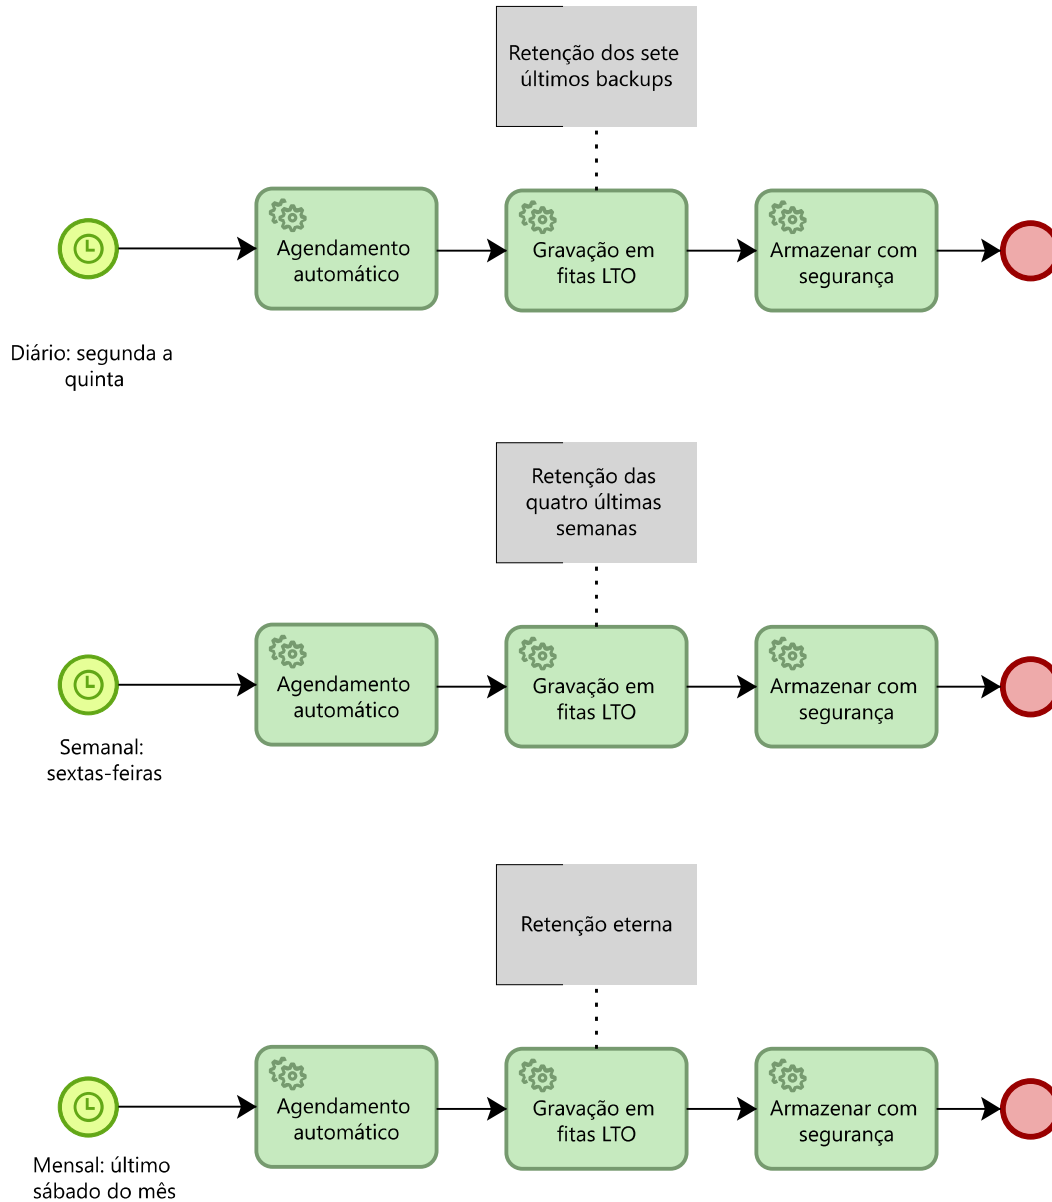 Retenção dos sete
últimos backups
Agendamento
automático
Gravação em
fitas LTO
Armazenar com
segurança
Diário: segunda a
quinta
Retenção das
quatro últimas
semanas
Agendamento
automático
Gravação em
fitas LTO
Armazenar com
segurança
Semanal:
sextas-feiras
Retenção eterna
Agendamento
automático
Gravação em
fitas LTO
Armazenar com
segurança
Mensal: último
sábado do mês